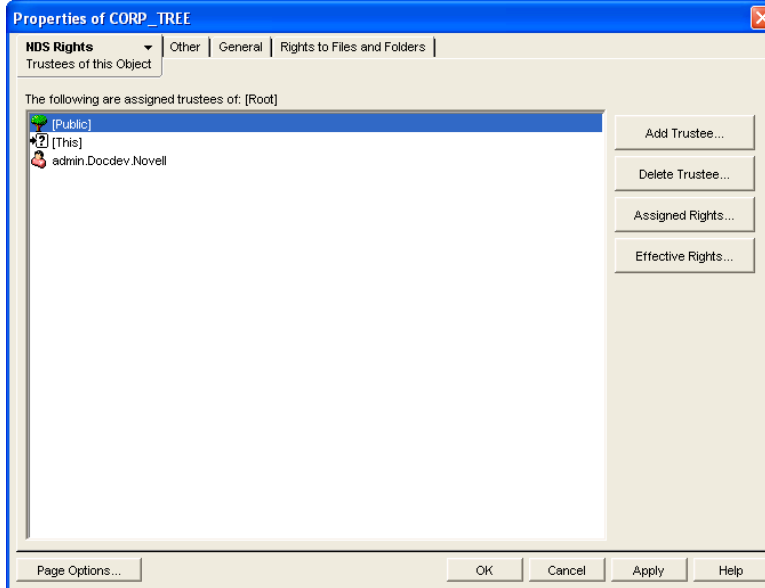 Properties of CORP_TREE
NDS Rights
Other
General
Rights to Files and Folders
Trustees of this Object
The following are assigned trustees of: [Root]
[Public]
[This]
admin.Docdev.Novell
Add Trustee...
Delete Trustee...
Assigned Rights...
Effective Rights...
Page Options...
OK
Cancel
Apply
Help